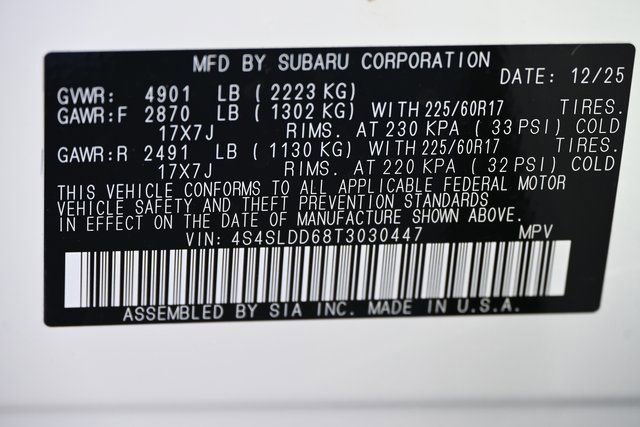 MFD BY SUBARU CORPORATION
DATE: 12/25
GVWR: 4901 LB ( 2223 KG)
GAWR:F 2870 LB ( 1302 KG) WITH 225/60R17 TIRES.
17X7J RIMS. AT 230 KPA ( 33 PSI) COLD
GAWR:R 2491 LB ( 1130 KG) WITH 225/60R17 TIRES.
17X7J RIMS. AT 220 KPA ( 32 PSI) COLD
THIS VEHICLE CONFORMS TO ALL APPLICABLE FEDERAL MOTOR
VEHICLE SAFETY AND THEFT PREVENTION STANDARDS
IN EFFECT ON THE DATE OF MANUFACTURE SHOWN ABOVE.
VIN: 4S4SLDD68T3030447 MPV
ASSEMBLED BY SIA INC. MADE IN U.S.A.